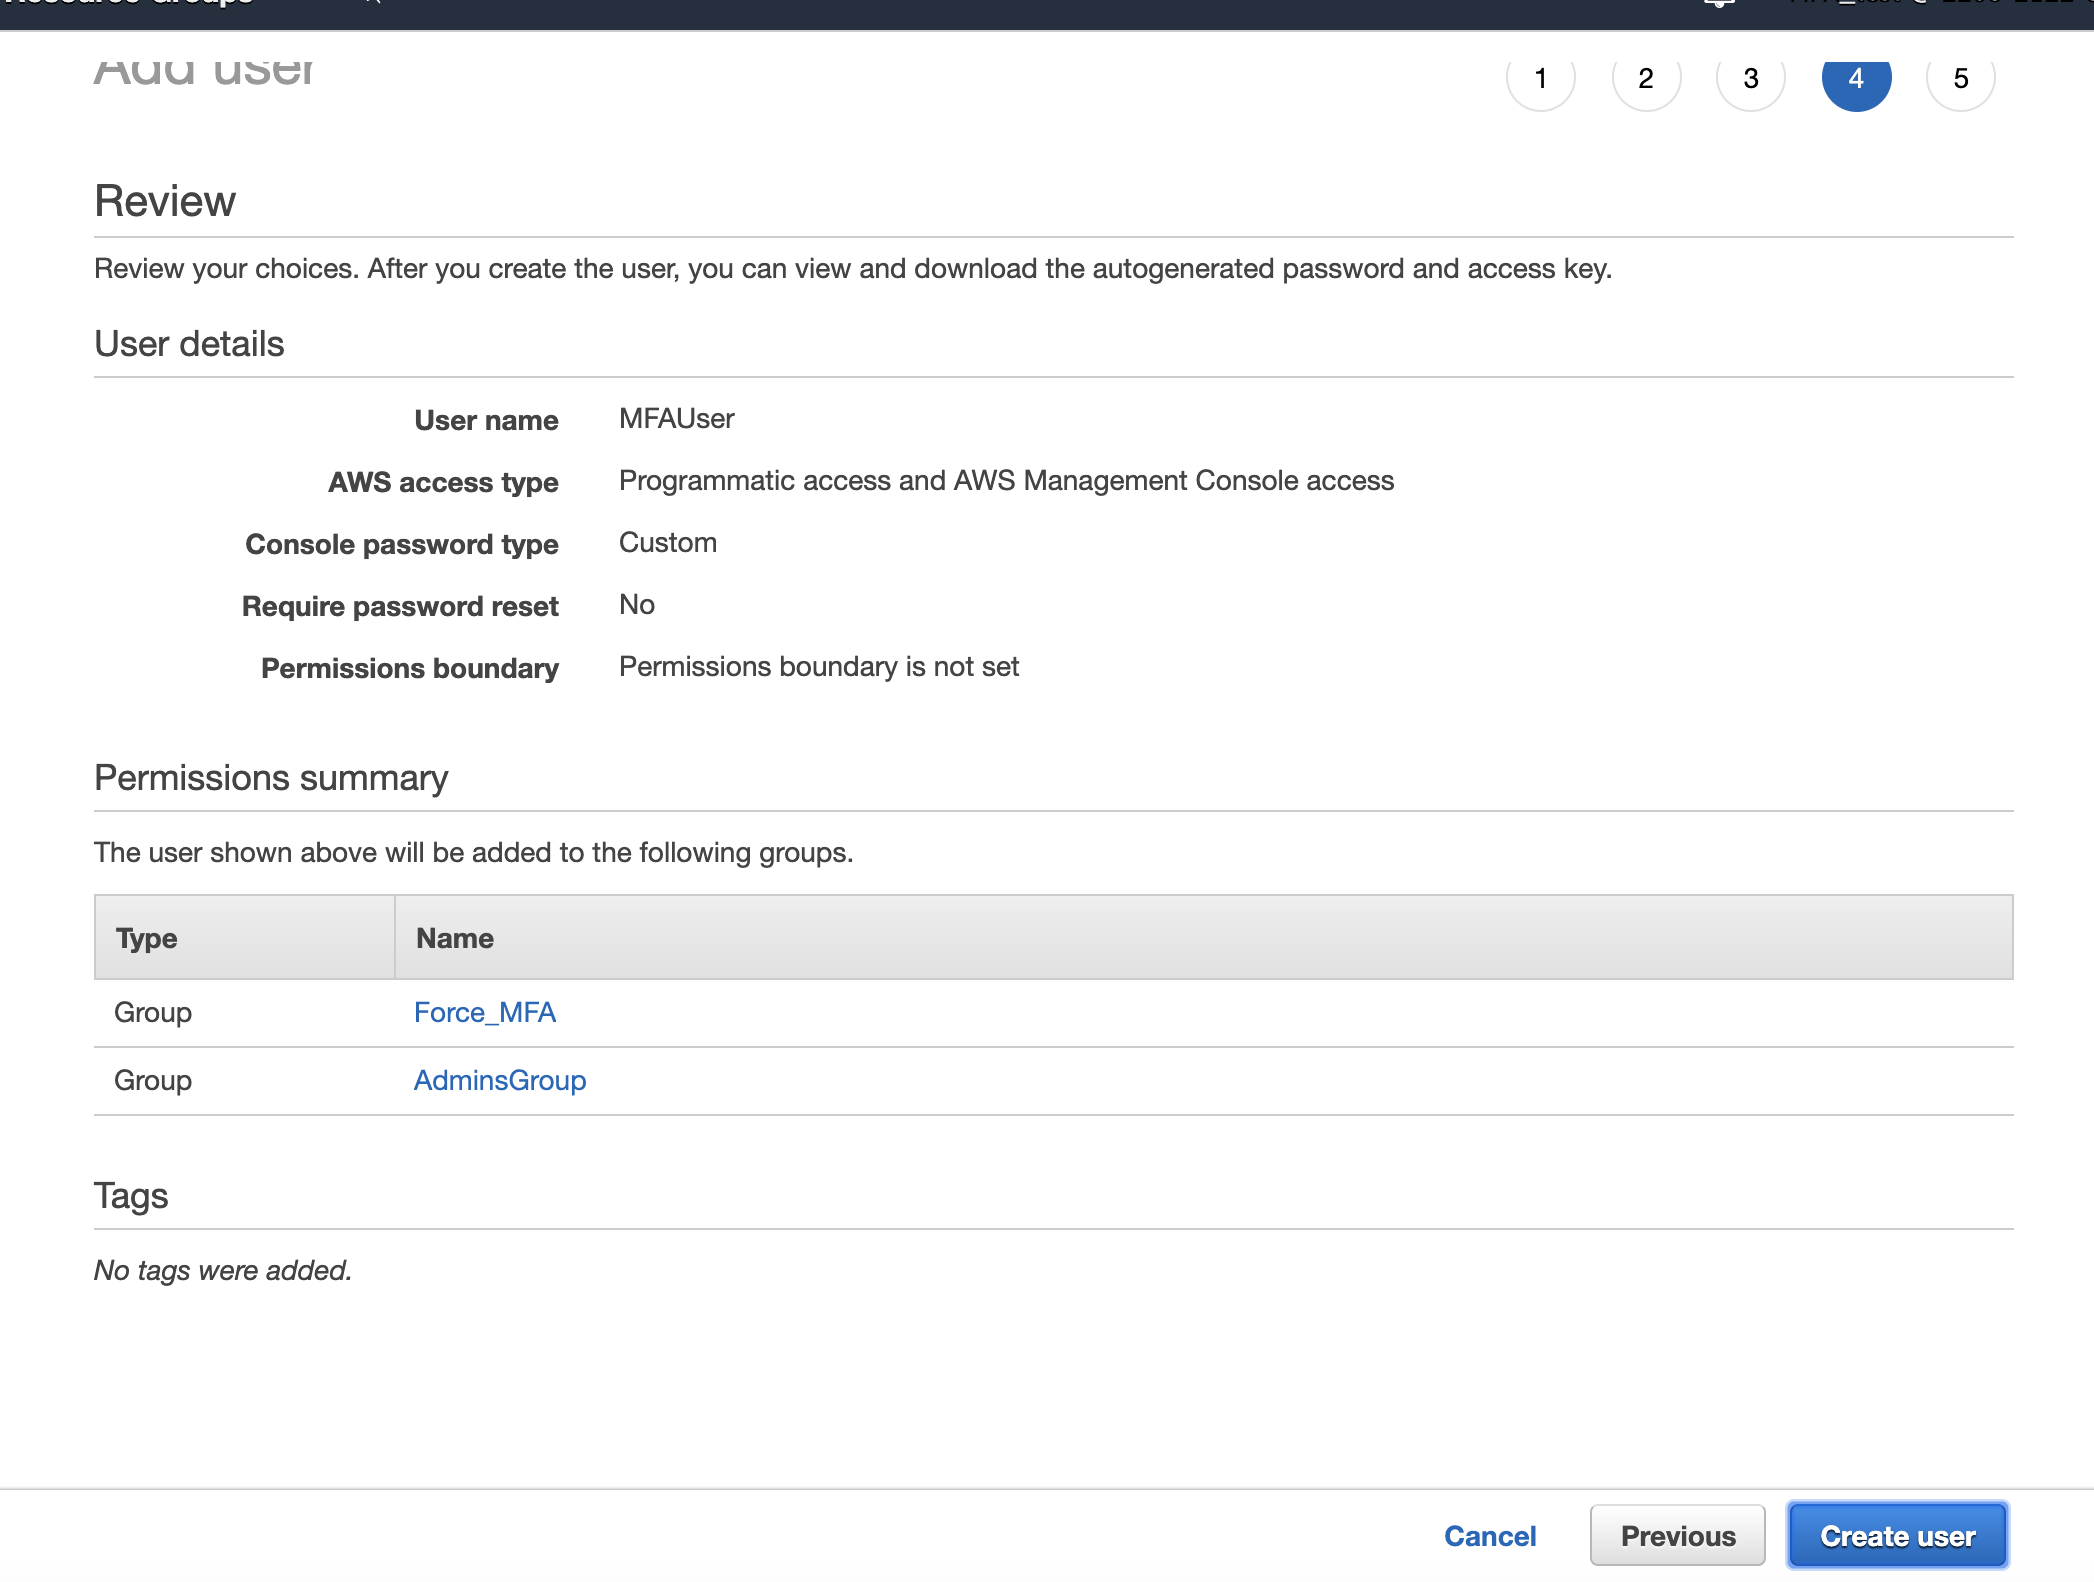 Resource Groups
Add user
1 2 3 4 5
Review
Review your choices. After you create the user, you can view and download the autogenerated password and access key.
User details
User name MFAUser
AWS access type Programmatic access and AWS Management Console access
Console password type Custom
Require password reset No
Permissions boundary Permissions boundary is not set
Permissions summary
The user shown above will be added to the following groups.
Type Name
Group Force_MFA
Group AdminsGroup
Tags
No tags were added.
Cancel Previous Create user